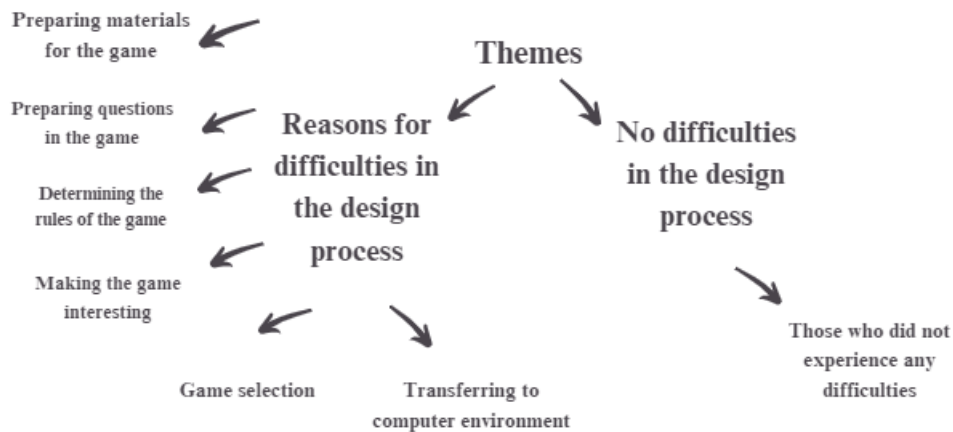 Themes
Reasons for
difficulties in
the design
process
No difficulties
in the design
process
Preparing materials
for the game
Preparing questions
in the game
Determining the
rules of the game
Making the game
interesting
Game selection
Transferring to
computer environment
Those who did not
experience any
difficulties